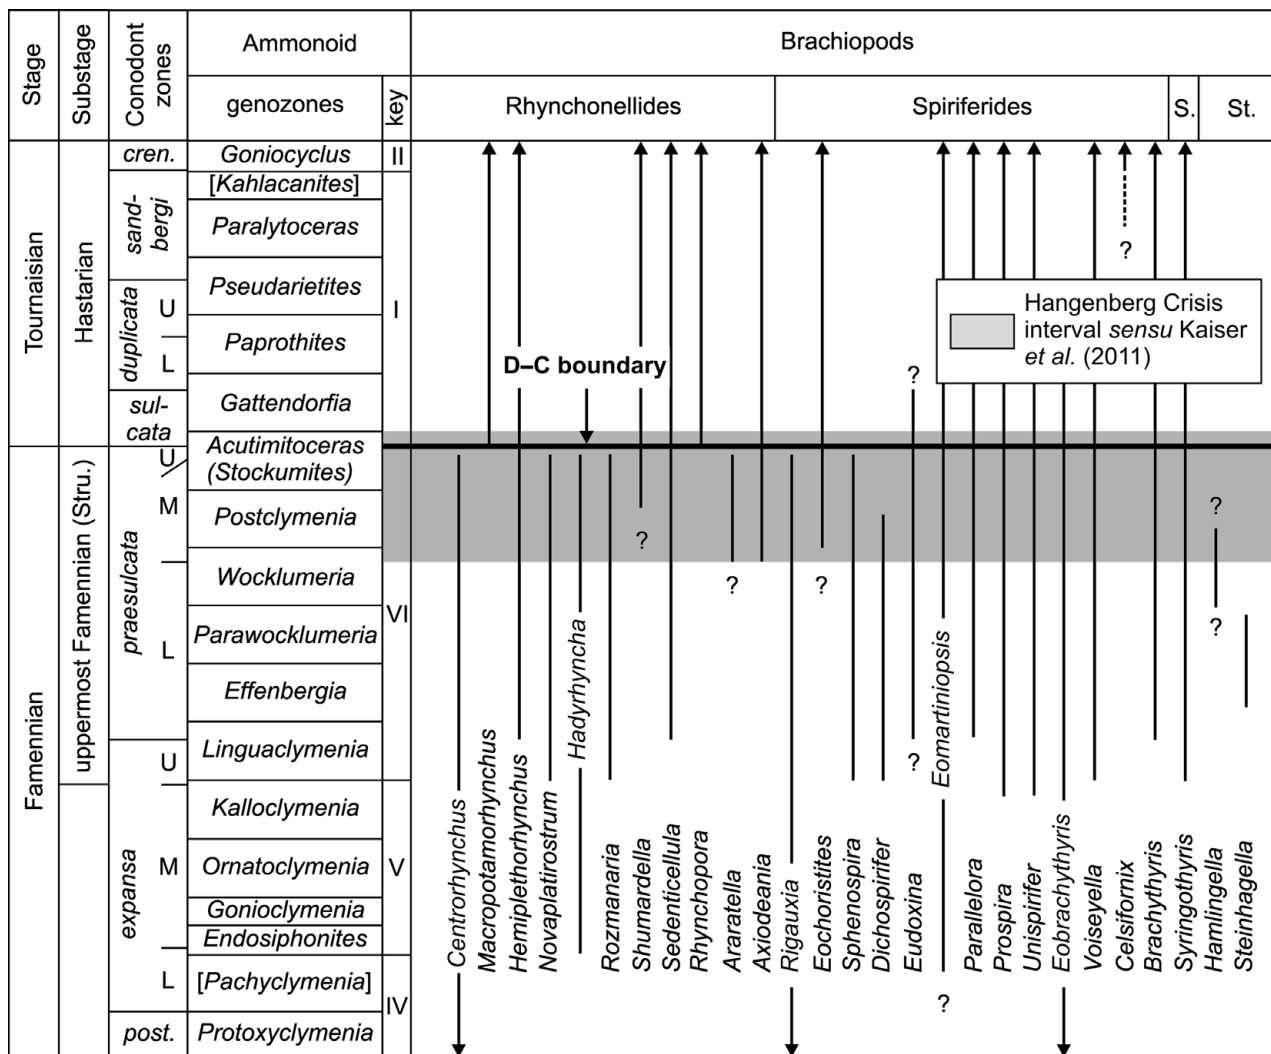 Stage
Substage
Conodont
zones
Ammonoid
genozones
key
Brachiopods
Rhynchonellides
Spiriferides
S.
St.
Tournaisian
Famennian
Hastarian
uppermost Famennian (Stru.)
cren.
sand-
bergi
duplicata
U
L
sul-
cata
praesulcata
U
M
L
expansa
U
M
L
post.
Goniocyclus
[Kahlacanites]
Paralytoceras
Pseudarietites
Paprothites
Gattendorfia
Acutimitoceras
(Stockumites)
Postclymenia
Wocklumeria
Parawocklumeria
Effenbergia
Linguaclymenia
Kalloclymenia
Ornatoclymenia
Gonioclymenia
Endosiphonites
[Pachyclymenia]
Protoxyclymenia
II
I
VI
V
IV
D–C boundary
Hangenberg Crisis
interval sensu Kaiser
et al. (2011)
Centrorhynchus
Macropotamorhynchus
Hemiplethorhynchus
Novaplatirostrum
Hadyrhyncha
Rozmanaria
Shumardella
?
Sedenticellula
Rhynchopora
Araratella
?
Axiodeania
Rigauxia
Eochoristites
?
Sphenospira
Dichospirifer
Eudoxina
?
?
Eomartiniopsis
?
Parallelora
Prospira
Unispirifer
Eobrachythyris
Voiseyella
Celsifornix
?
Brachythyris
Syringothyris
Hamlingella
?
?
Steinhagella